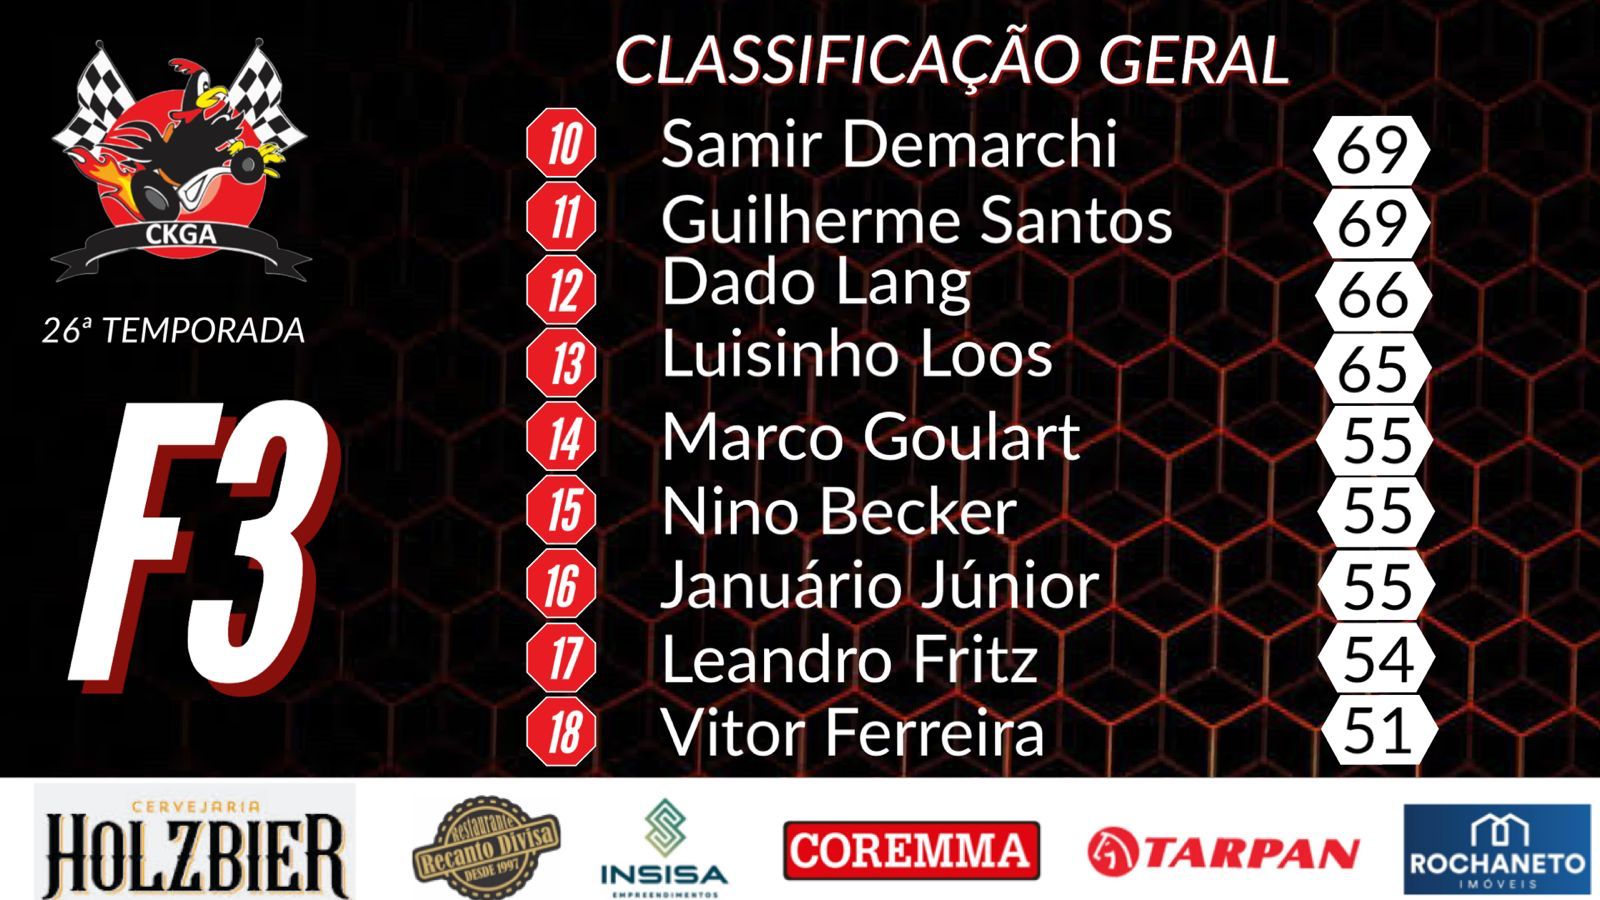 CLASSIFICAÇÃO GERAL
CKGA
26ª TEMPORADA
F3
10 Samir Demarchi 69
11 Guilherme Santos 69
12 Dado Lang 66
13 Luisinho Loos 65
14 Marco Goulart 55
15 Nino Becker 55
16 Januário Júnior 55
17 Leandro Fritz 54
18 Vitor Ferreira 51
CERVEJARIA
HOLZBIER
Restaurante
Recanto Divisa
DESDE 1997
INSISA
EMPREENDIMENTOS
COREMMA
TARPAN
ROCHANETO
IMÓVEIS